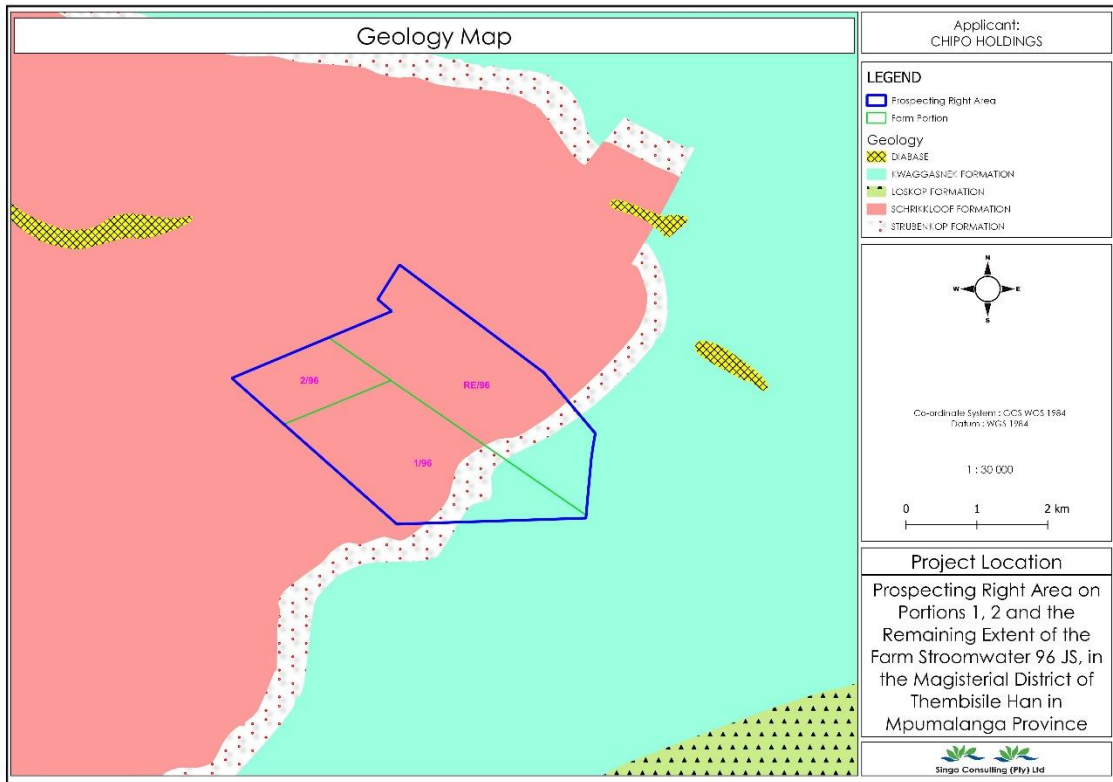 Geology Map
Applicant:
CHIPO HOLDINGS
LEGEND
Prospecting Right Area
Farm Portion
Geology
DIABASE
KWAGGASNEK FORMATION
LOSKOP FORMATION
SCHRIKKLOOF FORMATION
STRUBENKOP FORMATION
N
W E
S
2/96
RE/96
1/96
Co-ordinate System : GCS WGS 1984
Datum : WGS 1984
1 : 30 000
0 1 2 km
Project Location
Prospecting Right Area on
Portions 1, 2 and the
Remaining Extent of the
Farm Stroomwater 96 JS, in
the Magisterial District of
Thembisile Han in
Mpumalanga Province
Singo Consulting (Pty) Ltd